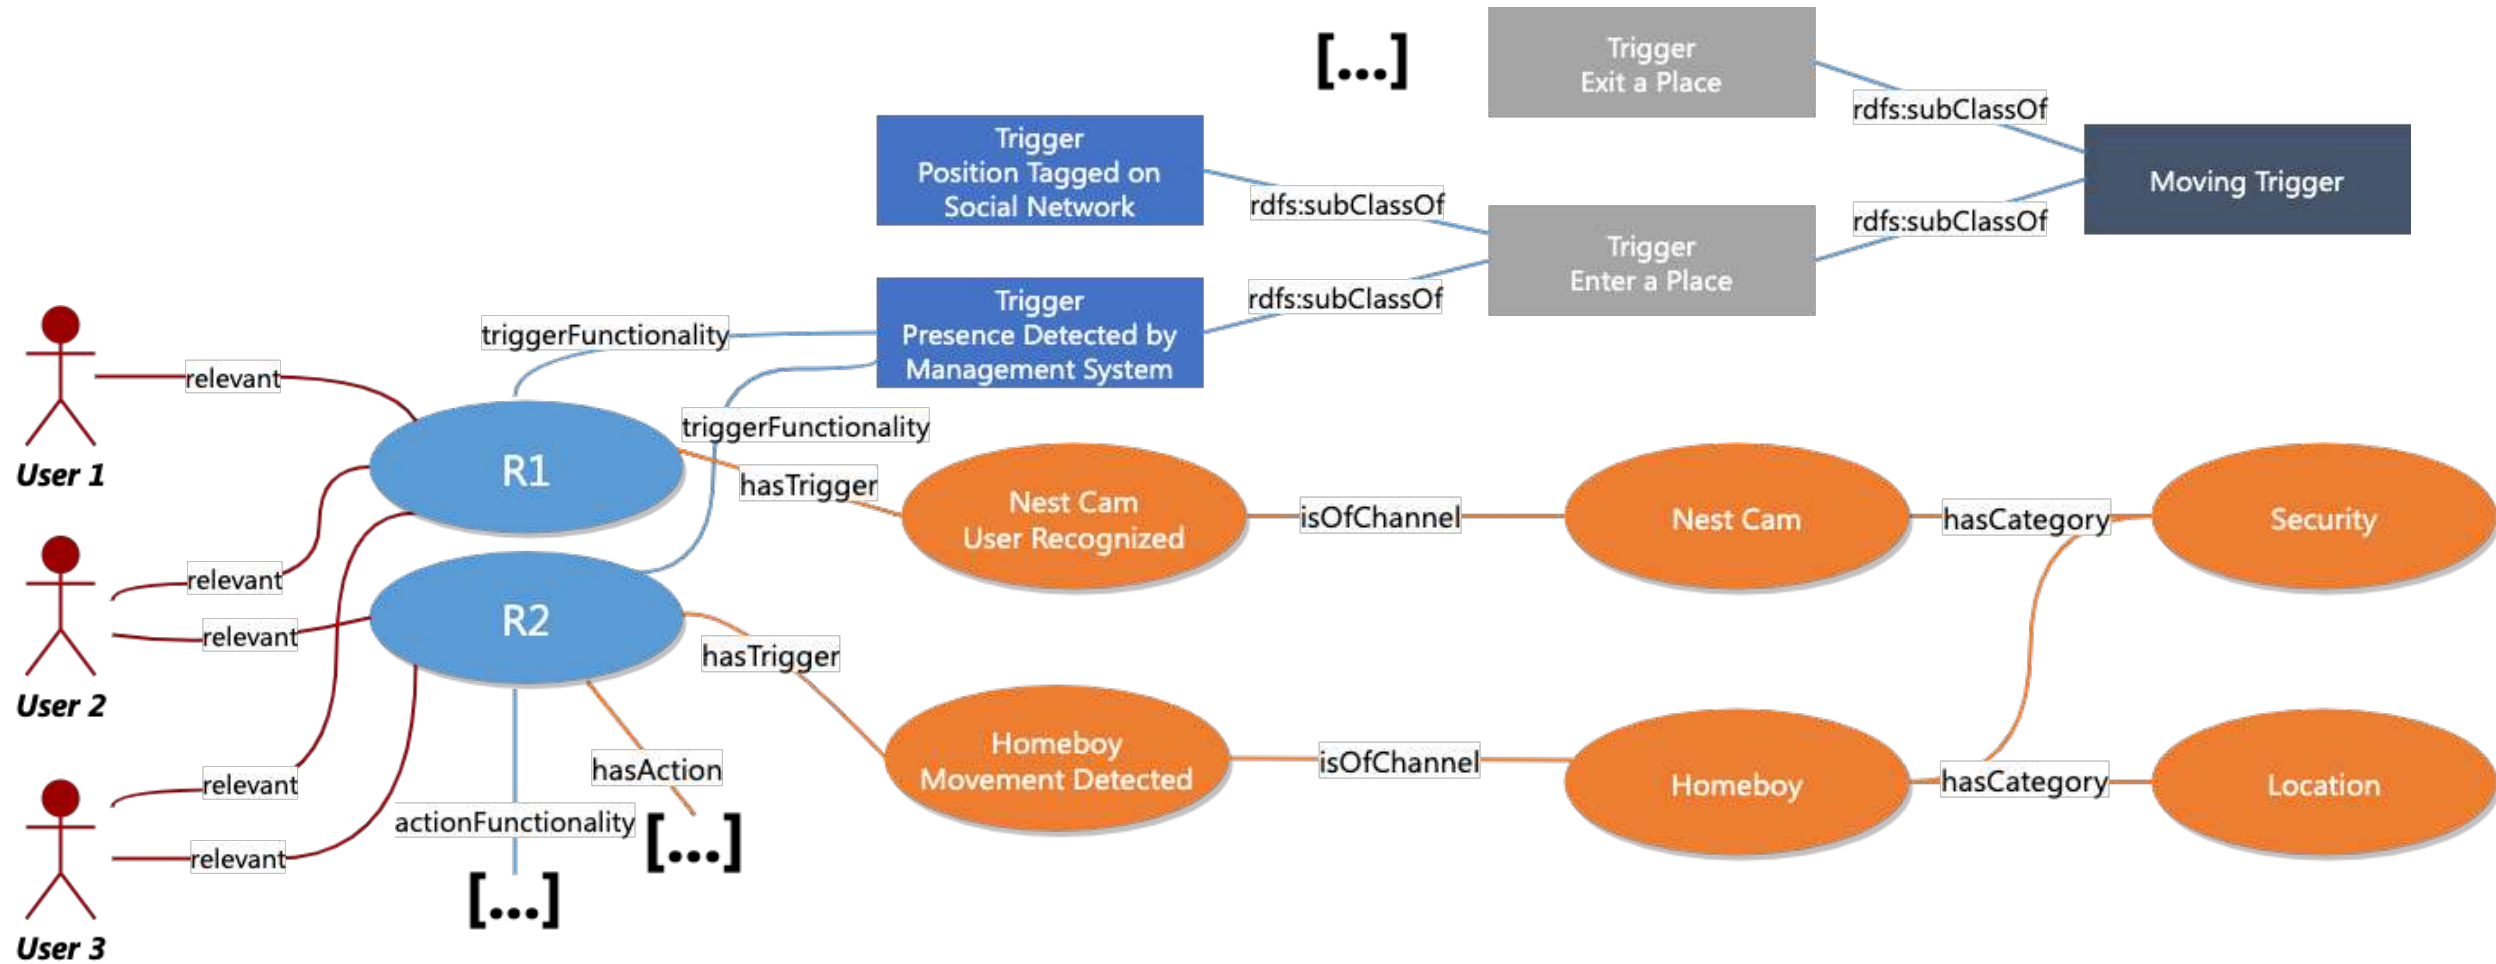 [...]
Trigger
Exit a Place
rdfs:subClassOf
Trigger
Position Tagged on
Social Network
Moving Trigger
rdfs:subClassOf
rdfs:subClassOf
Trigger
Enter a Place
Trigger
Presence Detected by
Management System
rdfs:subClassOf
triggerFunctionality
relevant
triggerFunctionality
User 1
R1
hasTrigger
Nest Cam
User Recognized
isOfChannel
Nest Cam
hasCategory
Security
relevant
R2
relevant
hasTrigger
User 2
Homeboy
Movement Detected
isOfChannel
Homeboy
hasCategory
Location
hasAction
relevant
actionFunctionality
[...]
relevant
[...]
User 3